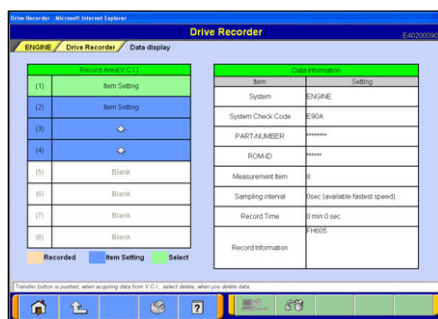 Drive Recorder - Microsoft Internet Explorer
Drive Recorder
E40200090
ENGINE Drive Recorder Data display
Record Area(V.C.I.)
(1) Item Setting
(2) Item Setting
(3)
(4)
(5) Blank
(6) Blank
(7) Blank
(8) Blank
Recorded Item Setting Select
Data Information
Item Setting
System ENGINE
System Check Code E90A
PART-NUMBER ********
ROM-ID ******
Measurement Item 8
Sampling interval 0sec (available fastest speed)
Record Time 0 min 0 sec
Record Information FH605
Transfer button is pushed, when acquiring data from V.C.I., select delete, when you delete data.
?